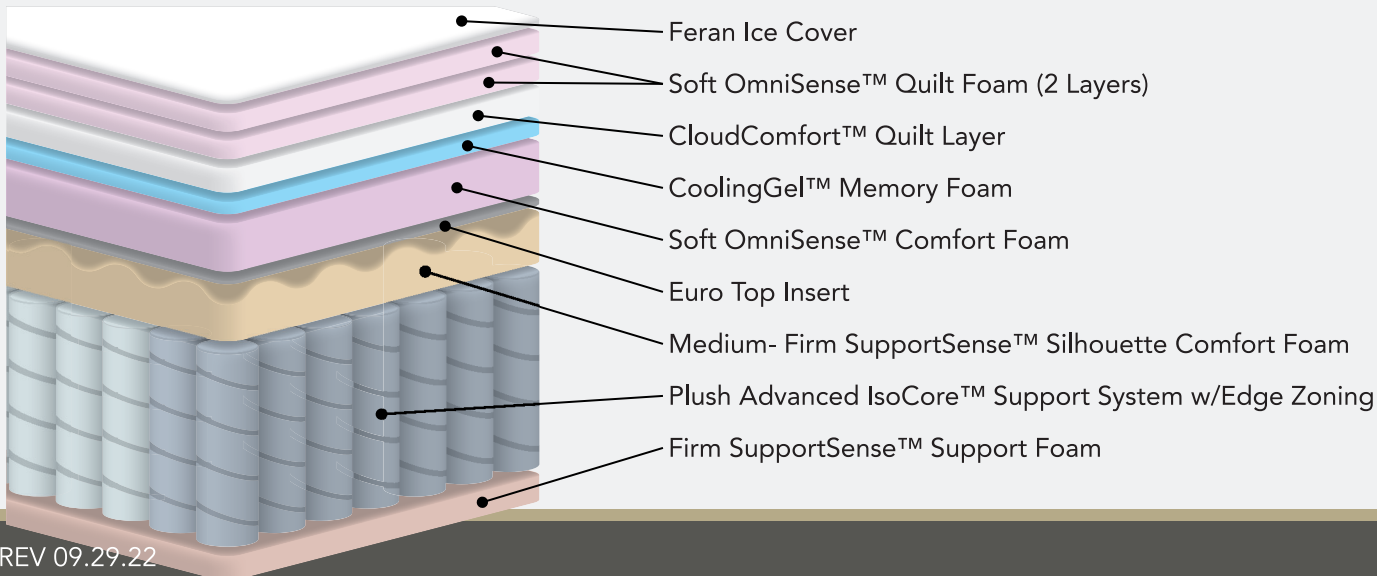 Feran Ice Cover
Soft OmniSense™ Quilt Foam (2 Layers)
CloudComfort™ Quilt Layer
CoolingGel™ Memory Foam
Soft OmniSense™ Comfort Foam
Euro Top Insert
Medium- Firm SupportSense™ Silhouette Comfort Foam
Plush Advanced IsoCore™ Support System w/Edge Zoning
Firm SupportSense™ Support Foam
REV 09.29.22